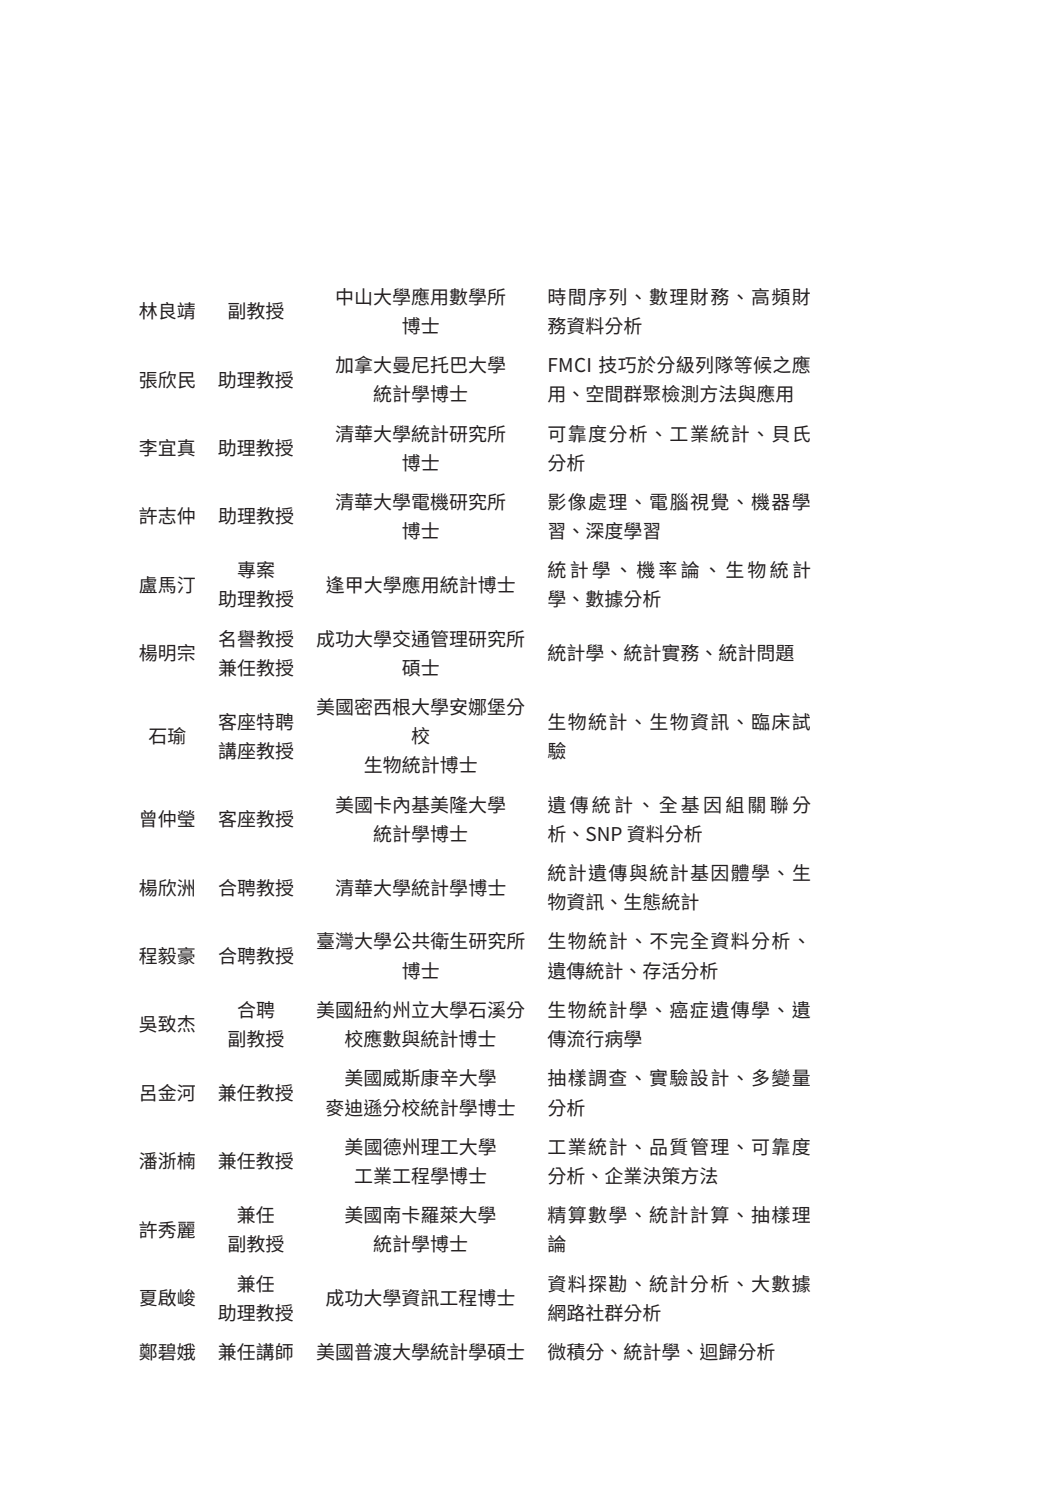 林良靖 副教授 中山大學應用數學所 博士 時間序列、數理財務、高頻財 務資料分析
張欣民 助理教授 加拿大曼尼托巴大學 統計學博士 FMCI 技巧於分級列隊等候之應 用、空間群聚檢測方法與應用
李宜真 助理教授 清華大學統計研究所 博士 可靠度分析、工業統計、貝氏 分析
許志仲 助理教授 清華大學電機研究所 博士 影像處理、電腦視覺、機器學 習、深度學習
盧馬汀 專案 助理教授 逢甲大學應用統計博士 統計學、機率論、生物統計 學、數據分析
楊明宗 名譽教授 兼任教授 成功大學交通管理研究所 碩士 統計學、統計實務、統計問題
石瑜 客座特聘 講座教授 美國密西根大學安娜堡分 校 生物統計博士 生物統計、生物資訊、臨床試 驗
曾仲瑩 客座教授 美國卡內基美隆大學 統計學博士 遺傳統計、全基因組關聯分 析、SNP 資料分析
楊欣洲 合聘教授 清華大學統計學博士 統計遺傳與統計基因體學、生 物資訊、生態統計
程毅豪 合聘教授 臺灣大學公共衛生研究所 博士 生物統計、不完全資料分析、 遺傳統計、存活分析
吳致杰 合聘 副教授 美國紐約州立大學石溪分 校應數與統計博士 生物統計學、癌症遺傳學、遺 傳流行病學
呂金河 兼任教授 美國威斯康辛大學 麥迪遜分校統計學博士 抽樣調查、實驗設計、多變量 分析
潘浙楠 兼任教授 美國德州理工大學 工業工程學博士 工業統計、品質管理、可靠度 分析、企業決策方法
許秀麗 兼任 副教授 美國南卡羅萊大學 統計學博士 精算數學、統計計算、抽樣理 論
夏啟峻 兼任 助理教授 成功大學資訊工程博士 資料探勘、統計分析、大數據 網路社群分析
鄭碧娥 兼任講師 美國普渡大學統計學碩士 微積分、統計學、迴歸分析